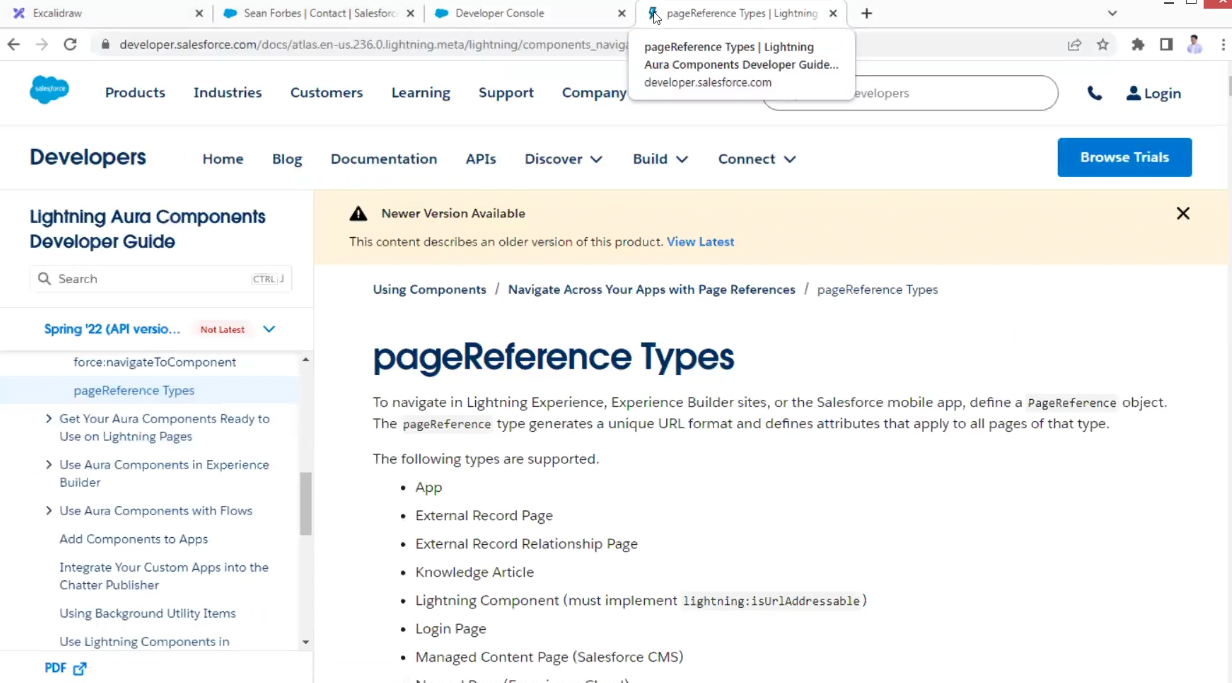 Excalidraw
Sean Forbes | Contact | Salesforc
Developer Console
pageReference Types | Lightning
developer.salesforce.com/docs/atlas.en-us.236.0.lightning.meta/lightning/components_naviga
pageReference Types | Lightning
Aura Components Developer Guide...
developer.salesforce.com
salesforce
Products
Industries
Customers
Learning
Support
Company
evelopers
Login
Developers
Home
Blog
Documentation
APIs
Discover
Build
Connect
Browse Trials
Lightning Aura Components
Developer Guide
Search
CTRL J
Spring '22 (API versio...
Not Latest
force:navigateToComponent
pageReference Types
Get Your Aura Components Ready to
Use on Lightning Pages
Use Aura Components in Experience
Builder
Use Aura Components with Flows
Add Components to Apps
Integrate Your Custom Apps into the
Chatter Publisher
Using Background Utility Items
Use Lightning Components in
PDF
Newer Version Available
This content describes an older version of this product. View Latest
Using Components / Navigate Across Your Apps with Page References / pageReference Types
pageReference Types
To navigate in Lightning Experience, Experience Builder sites, or the Salesforce mobile app, define a PageReference object.
The pageReference type generates a unique URL format and defines attributes that apply to all pages of that type.
The following types are supported.
• App
• External Record Page
• External Record Relationship Page
• Knowledge Article
• Lightning Component (must implement lightning:isUrlAddressable)
• Login Page
• Managed Content Page (Salesforce CMS)